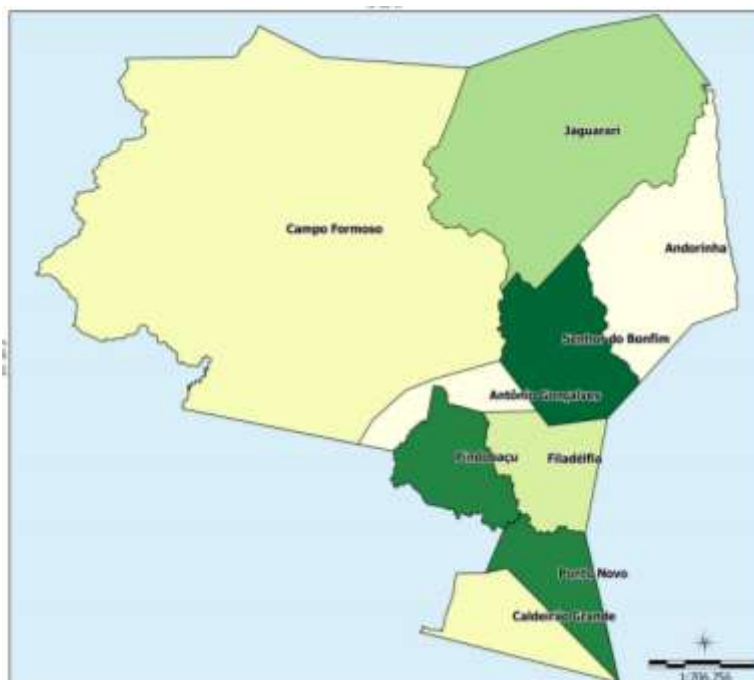 Jaguarari
Campo Formoso
Andorinha
Senhor do Bonfim
Antônio Gonçalves
Pindobaçu
Filadélfia
Ponto Novo
Caldeirão Grande
1:706.756